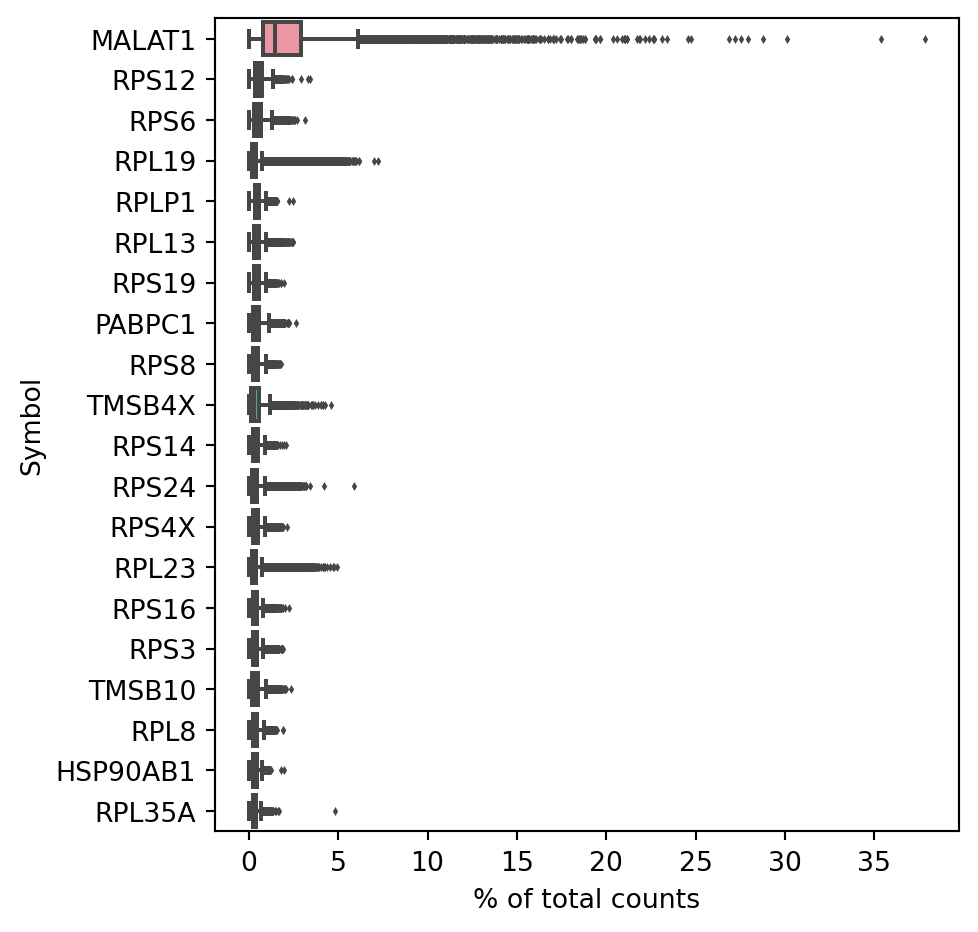 MALAT1
RPS12
RPS6
RPL19
RPLP1
RPL13
RPS19
PABPC1
RPS8
TMSB4X
RPS14
RPS24
RPS4X
RPL23
RPS16
RPS3
TMSB10
RPL8
HSP90AB1
RPL35A
Symbol
0 5 10 15 20 25 30 35
% of total counts